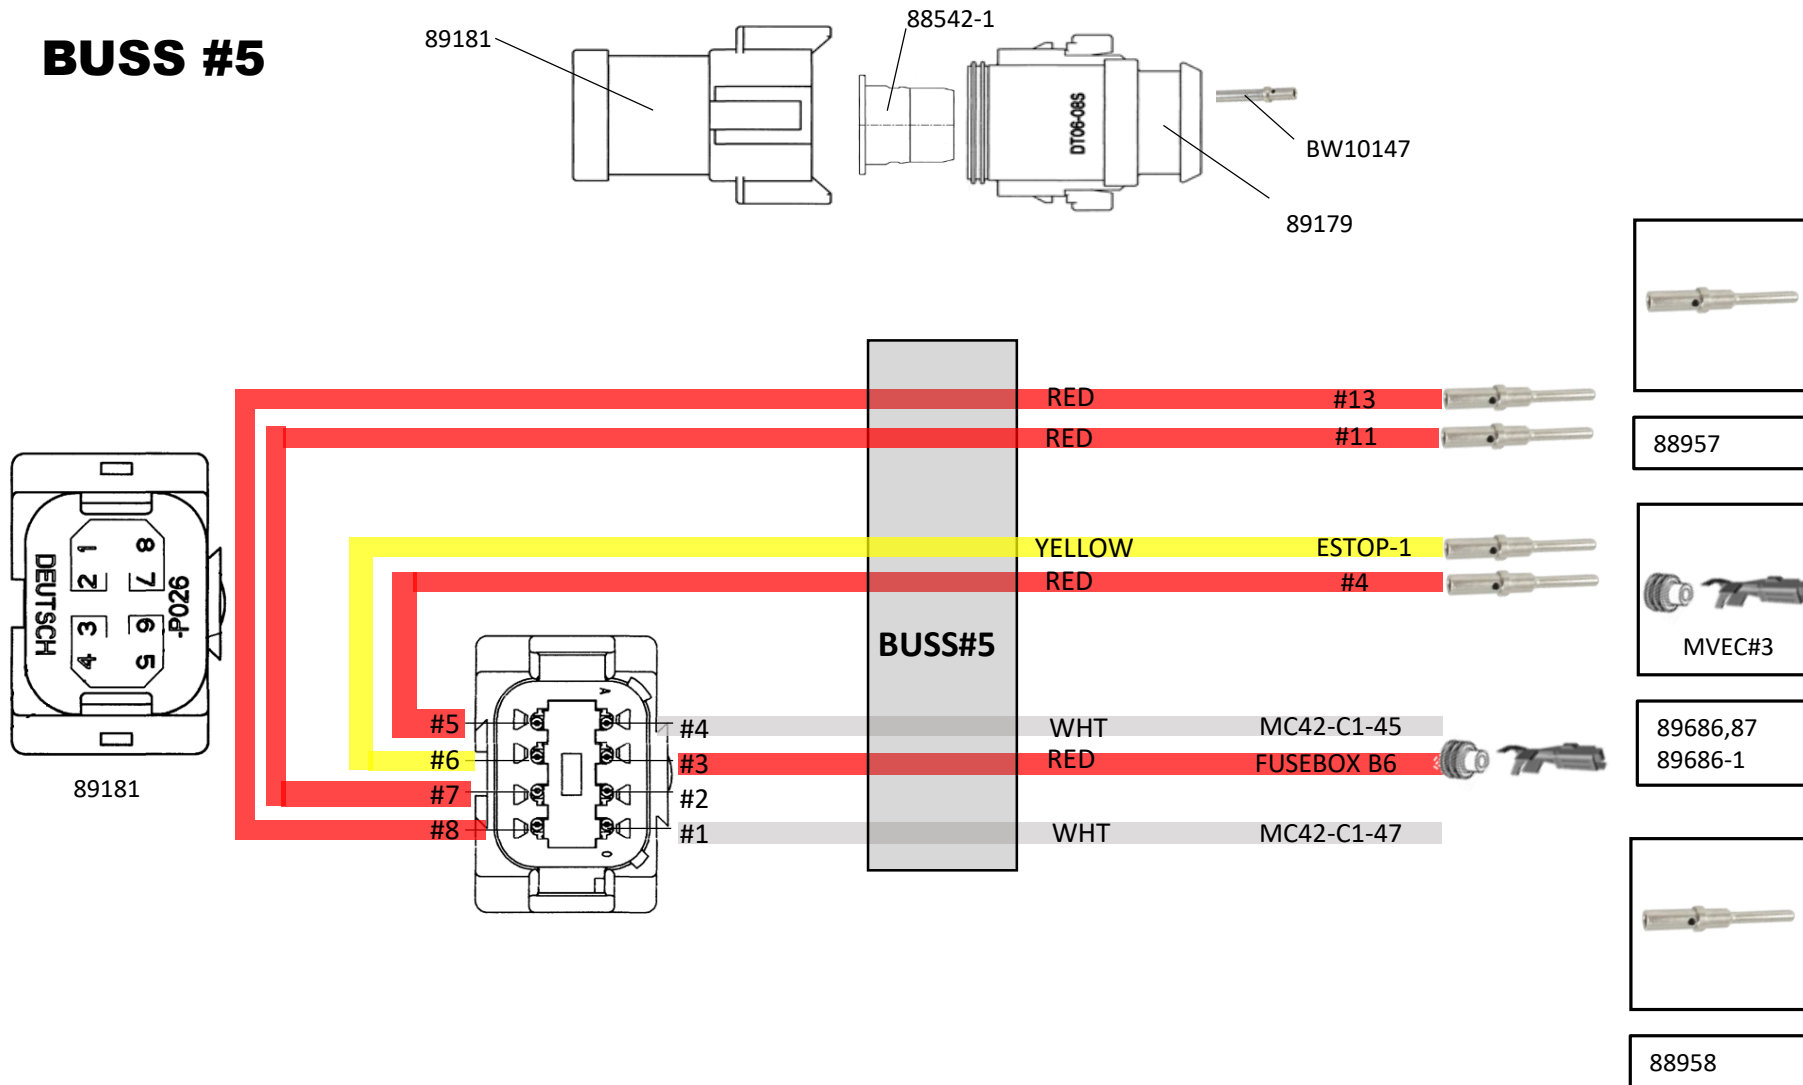 BUSS #5
89181
88542-1
DT06-08S
BW10147
89179
RED #13
RED #11
88957
YELLOW ESTOP-1
RED #4
MVEC#3
BUSS#5
DEUTSCH
1 8
2 7
3 6
4 5
-P026
89181
A
#5 #4 WHT MC42-C1-45
#6 #3 RED FUSEBOX B6
#7 #2
#8 #1 WHT MC42-C1-47
O
89686,87
89686-1
88958